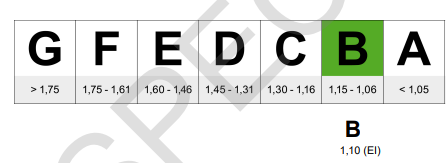 G F E D C B A
> 1,75 1,75 - 1,61 1,60 - 1,46 1,45 - 1,31 1,30 - 1,16 1,15 - 1,06 < 1,05
B
1,10 (EI)
SPEC